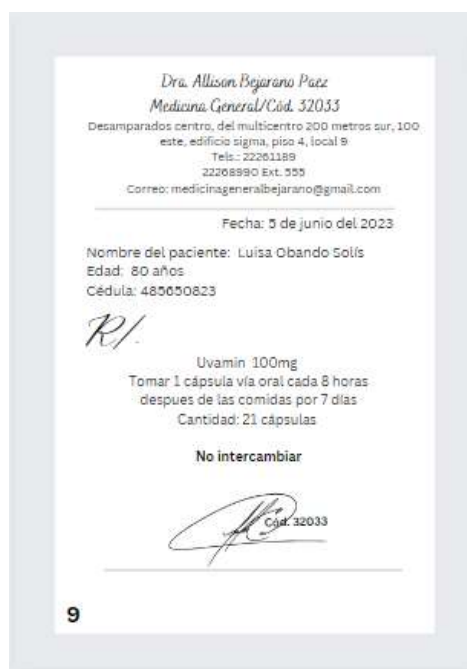 Dra. Allison Bejarano Paez
Medicina General/Cód. 32033
Desamparados centro, del multicentro 200 metros sur, 100
este, edificio sigma, piso 4, local 9
Tels.: 22261189
22268990 Ext. 555
Correo: medicinageneralbejarano@gmail.com
Fecha: 5 de junio del 2023
Nombre del paciente: Luisa Obando Solís
Edad: 80 años
Cédula: 485650823
R/.
Uvamin 100mg
Tomar 1 cápsula vía oral cada 8 horas
despues de las comidas por 7 días
Cantidad: 21 cápsulas
No intercambiar
Cód. 32033
9